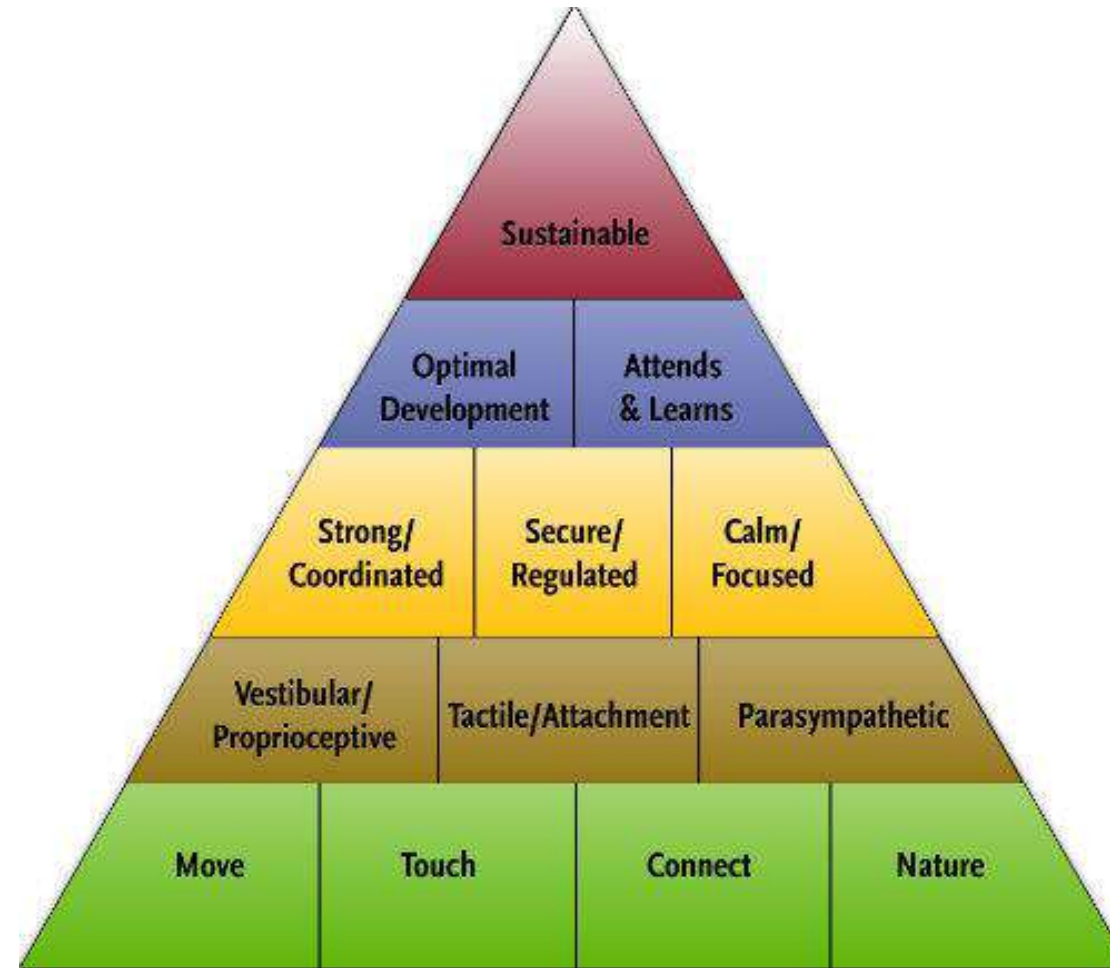 Sustainable
Optimal
Development
Attends
& Learns
Strong/
Coordinated
Secure/
Regulated
Calm/
Focused
Vestibular/
Proprioceptive
Tactile/Attachment
Parasympathetic
Move
Touch
Connect
Nature